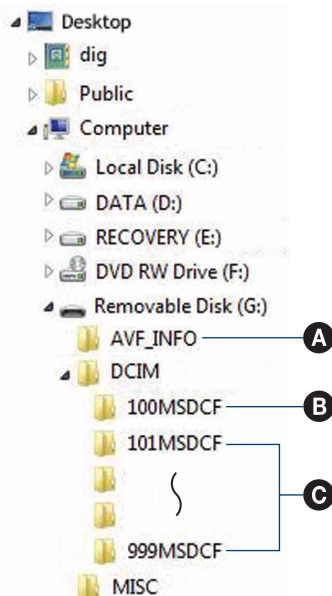 Desktop
dig
Public
Computer
Local Disk (C:)
DATA (D:)
RECOVERY (E:)
DVD RW Drive (F:)
Removable Disk (G:)
AVF_INFO A
DCIM
100MSDCF B
101MSDCF
C
999MSDCF
MISC